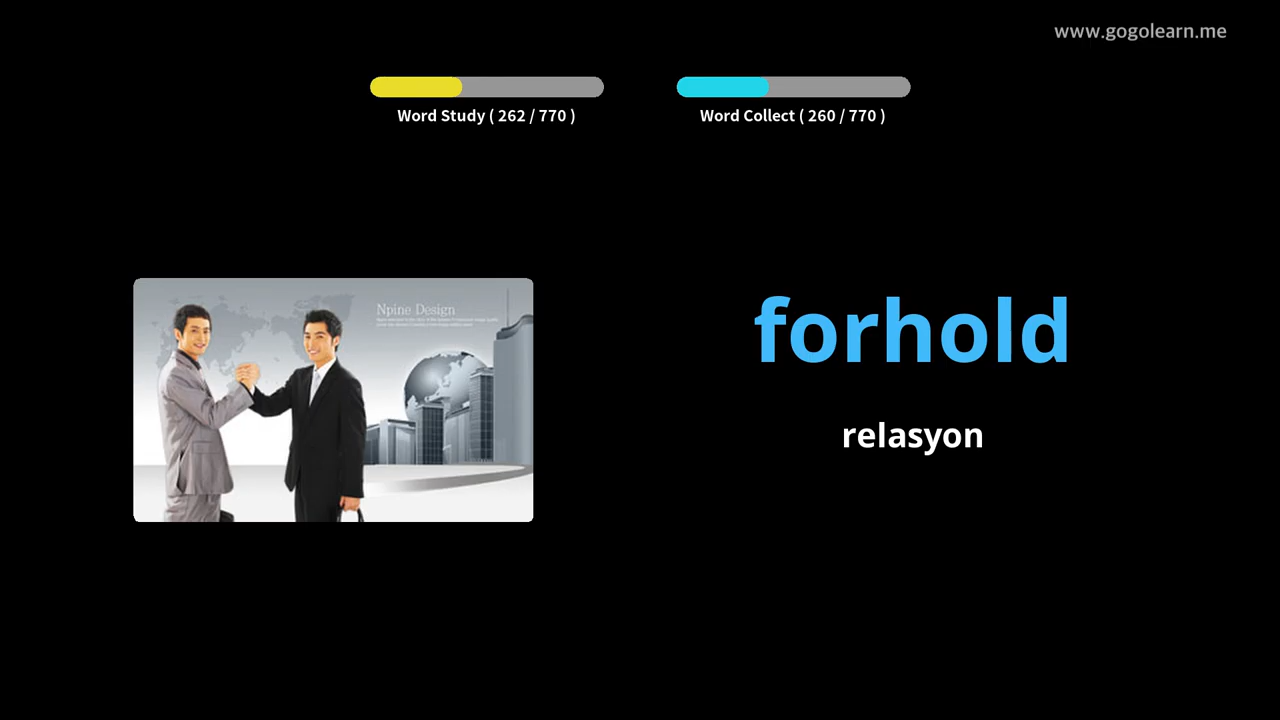 www.gogolearn.me
Word Study ( 262 / 770 )
Word Collect ( 260 / 770 )
Npine Design
forhold
relasyon